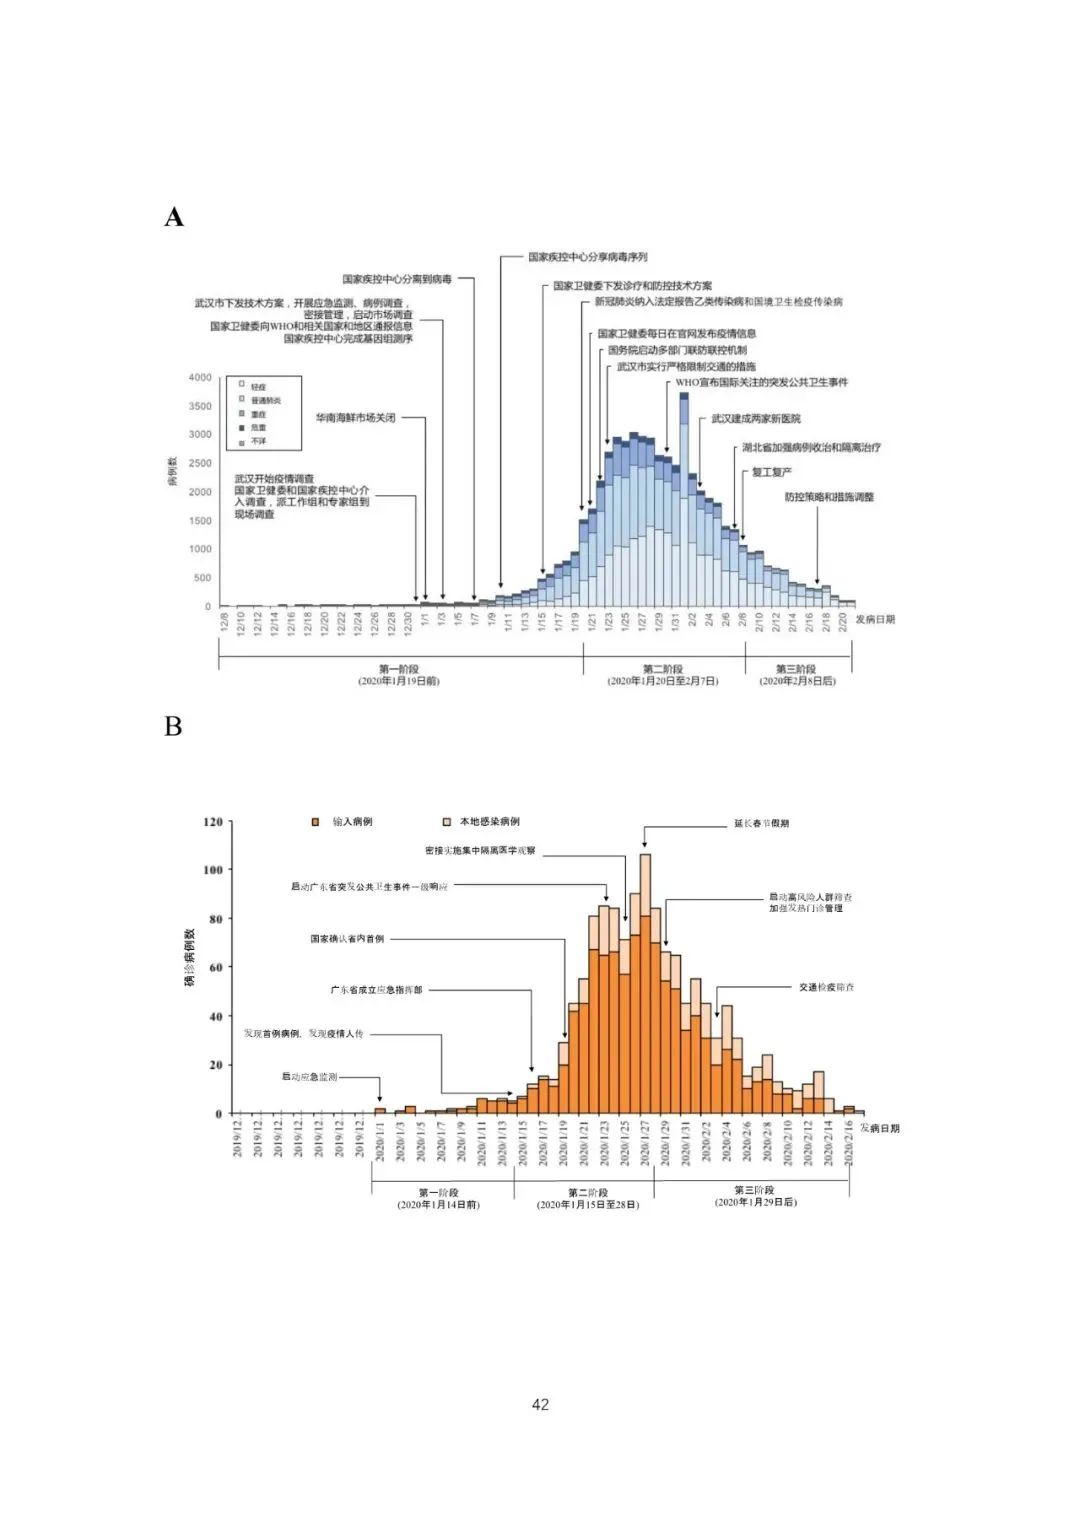 A
国家疾控中心分享病毒序列
国家疾控中心分离到病毒
国家卫健委下发诊疗和防控技术方案
武汉市下发技术方案，开展应急监测、病例调查，
密接管理，启动市场调查
国家卫健委向WHO和相关国家和地区通报信息
国家疾控中心完成基因组测序
新冠肺炎纳入法定报告乙类传染病和国境卫生检疫传染病
国家卫健委每日在官网发布疫情信息
国务院启动多部门联防联控机制
武汉市实行严格限制交通的措施
WHO宣布国际关注的突发公共卫生事件
华南海鲜市场关闭
武汉建成两家新医院
湖北省加强病例收治和隔离治疗
复工复产
防控策略和措施调整
武汉开始疫情调查
国家卫健委和国家疾控中心介
入调查，派工作组和专家组到
现场调查
轻症
普通肺炎
重症
危重
不详
病例数
4000
3500
3000
2500
2000
1500
1000
500
0
12/8 12/10 12/12 12/14 12/16 12/18 12/20 12/22 12/24 12/26 12/28 12/30 1/1 1/3 1/5 1/7 1/9 1/11 1/13 1/15 1/17 1/19 1/21 1/23 1/25 1/27 1/29 1/31 2/2 2/4 2/6 2/8 2/10 2/12 2/14 2/16 2/18 2/20 发病日期
第一阶段 第二阶段 第三阶段
(2020年1月19日前) (2020年1月20日至2月7日) (2020年2月8日后)
B
输入病例 本地感染病例
延长春节假期
密接实施集中隔离医学观察
启动广东省突发公共卫生事件一级响应
启动高风险人群筛查
加强发热门诊管理
国家确认省内首例
广东省成立应急指挥部
交通检疫筛查
发现首例病例，发现疫情人传
启动应急监测
确诊病例数
120
100
80
60
40
20
0
2019/12. 2019/12. 2019/12. 2019/12. 2019/12. 2019/12. 2019/12. 2020/1/1 2020/1/3 2020/1/5 2020/1/7 2020/1/9 2020/1/11 2020/1/13 2020/1/15 2020/1/17 2020/1/19 2020/1/21 2020/1/23 2020/1/25 2020/1/27 2020/1/29 2020/1/31 2020/2/2 2020/2/4 2020/2/6 2020/2/8 2020/2/10 2020/2/12 2020/2/14 2020/2/16 发病日期
第一阶段 第二阶段 第三阶段
(2020年1月14日前) (2020年1月15日至28日) (2020年1月29日后)
42